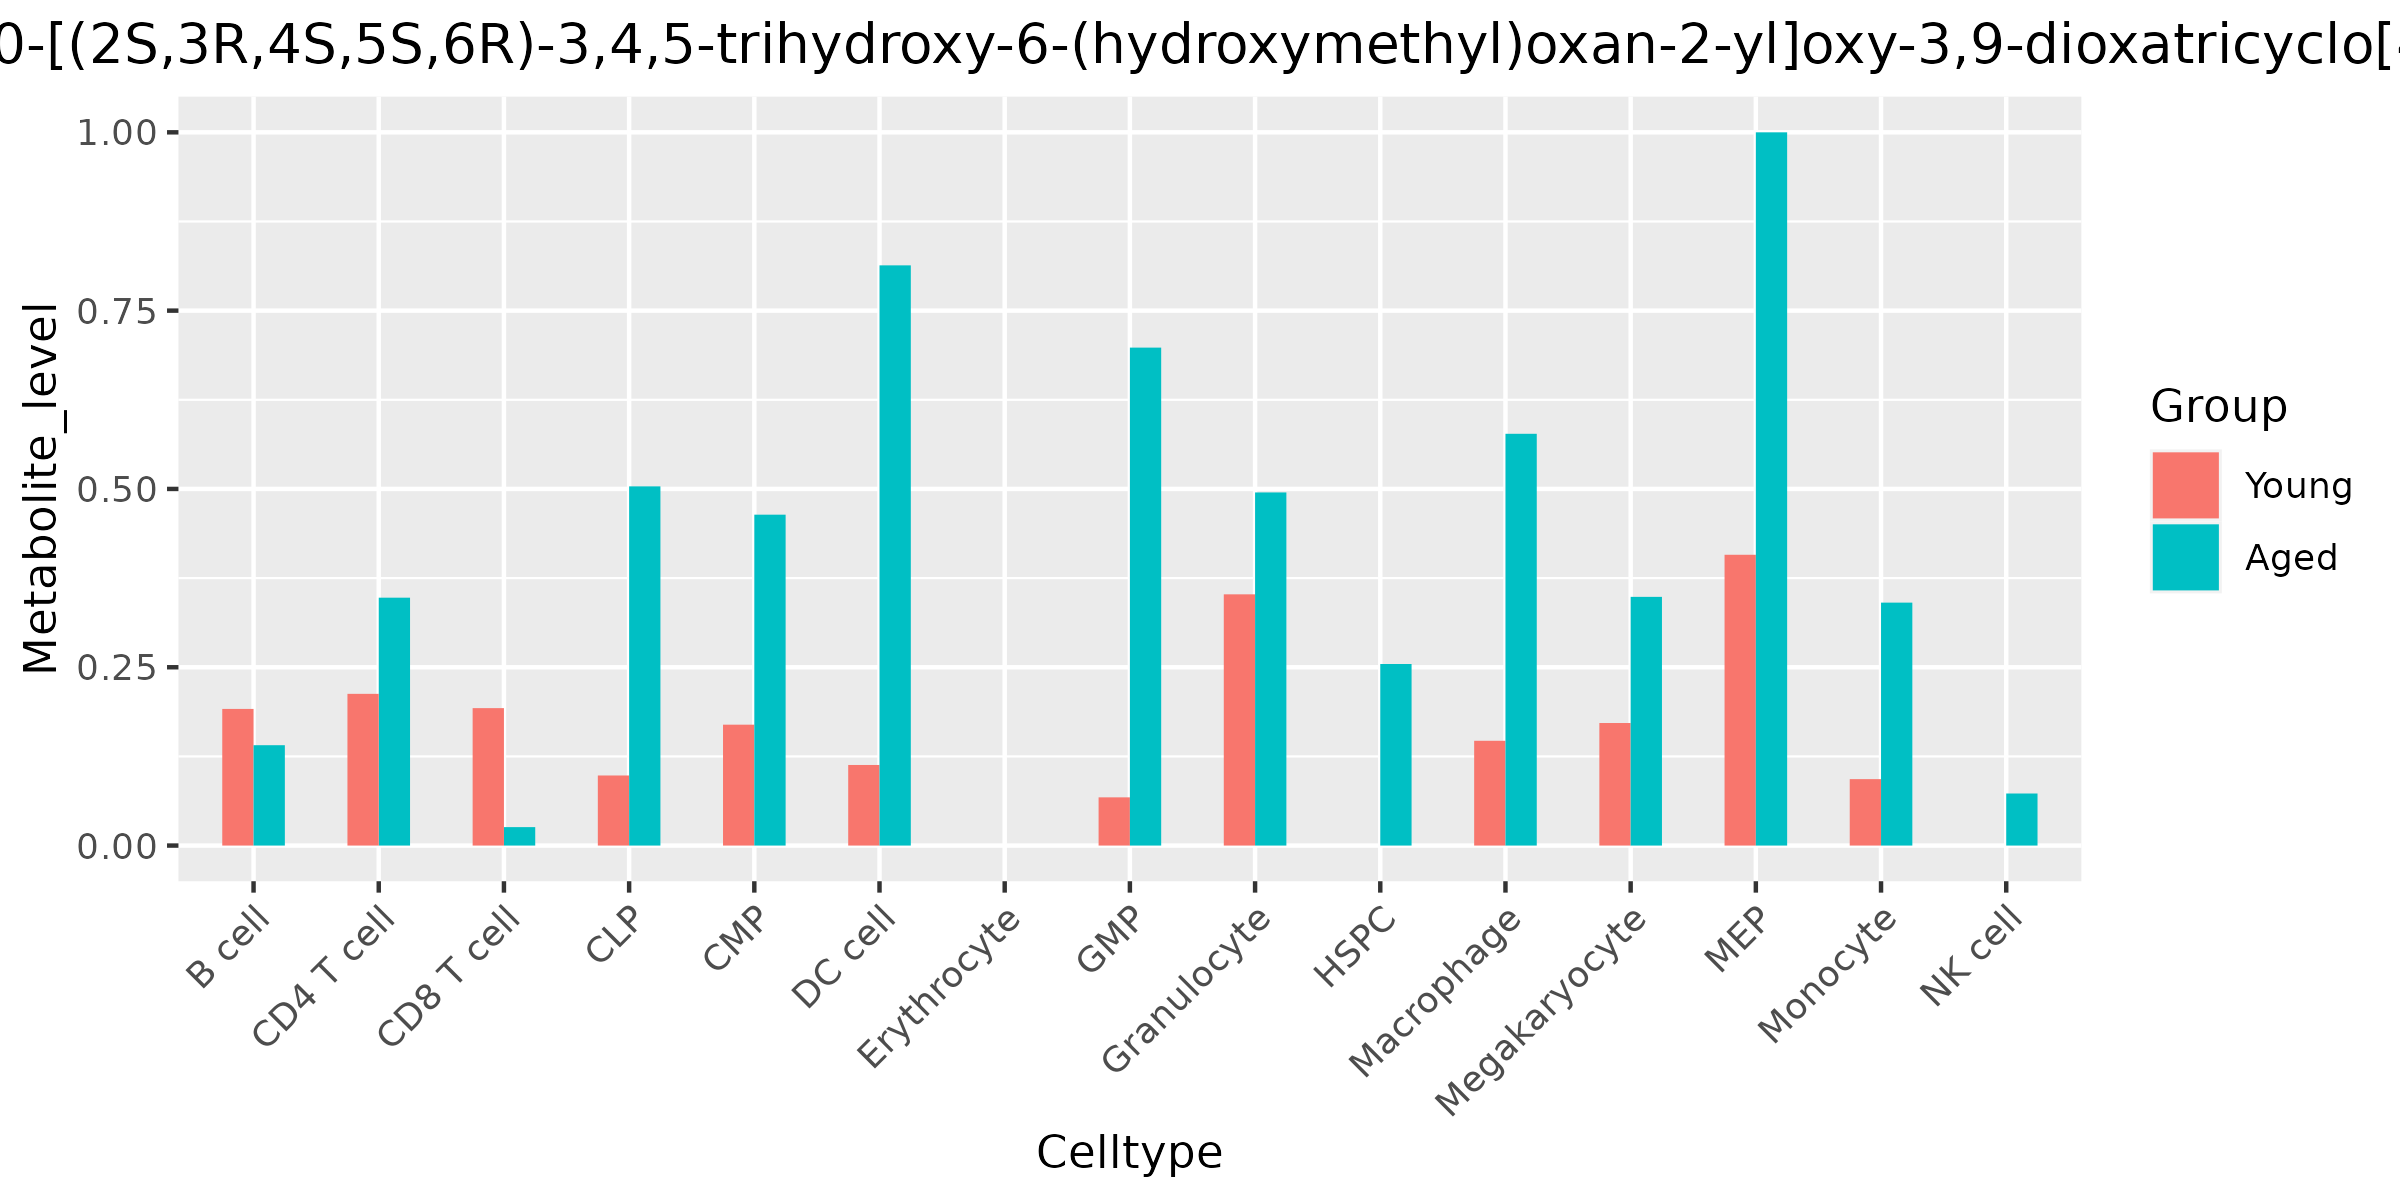 0-[(2S,3R,4S,5S,6R)-3,4,5-trihydroxy-6-(hydroxymethyl)oxan-2-yl]oxy-3,9-dioxatricyclo[
Metabolite_level
1.00
0.75
0.50
0.25
0.00
B cell
CD4 T cell
CD8 T cell
CLP
CMP
DC cell
Erythrocyte
GMP
Granulocyte
HSPC
Macrophage
Megakaryocyte
MEP
Monocyte
NK cell
Celltype
Group
Young
Aged